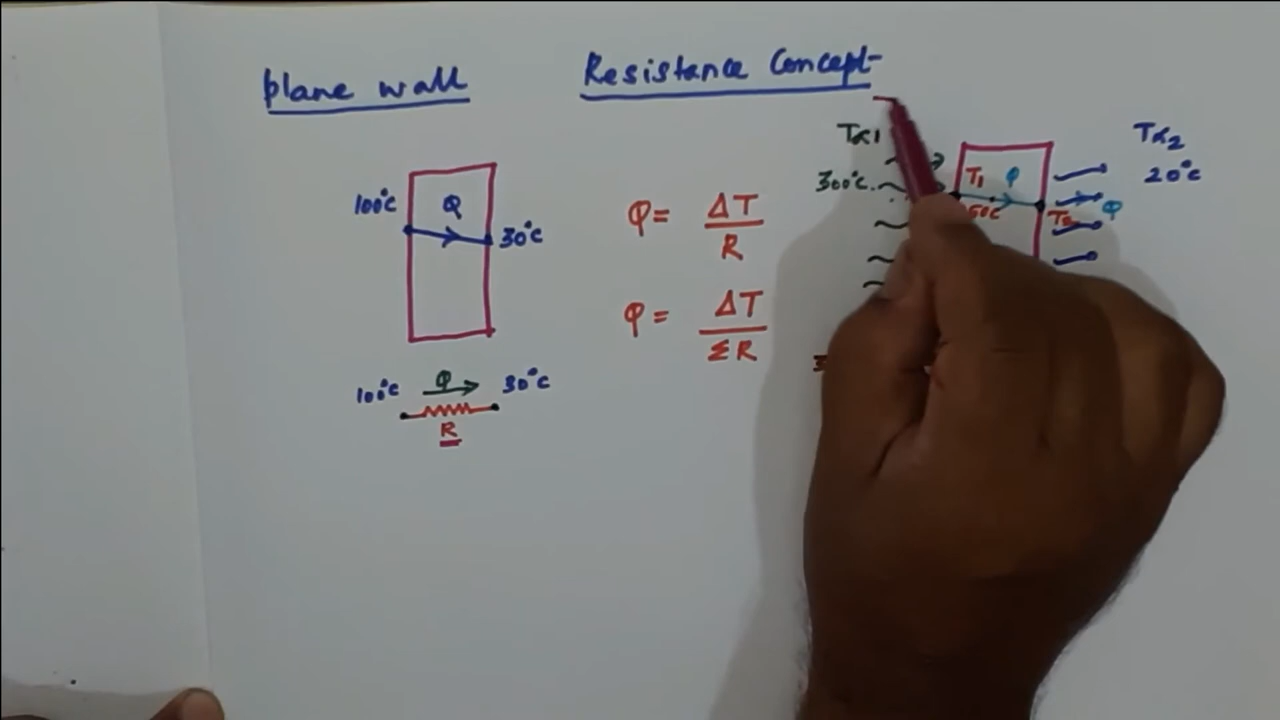 plane wall
Resistance Concept
T∞1
T∞2
300°c
20°c
T1
Q
Q
100°c
Q
30°c
Q = ΔT / R
Q = ΔT / ΣR
100°c
Q
30°c
R